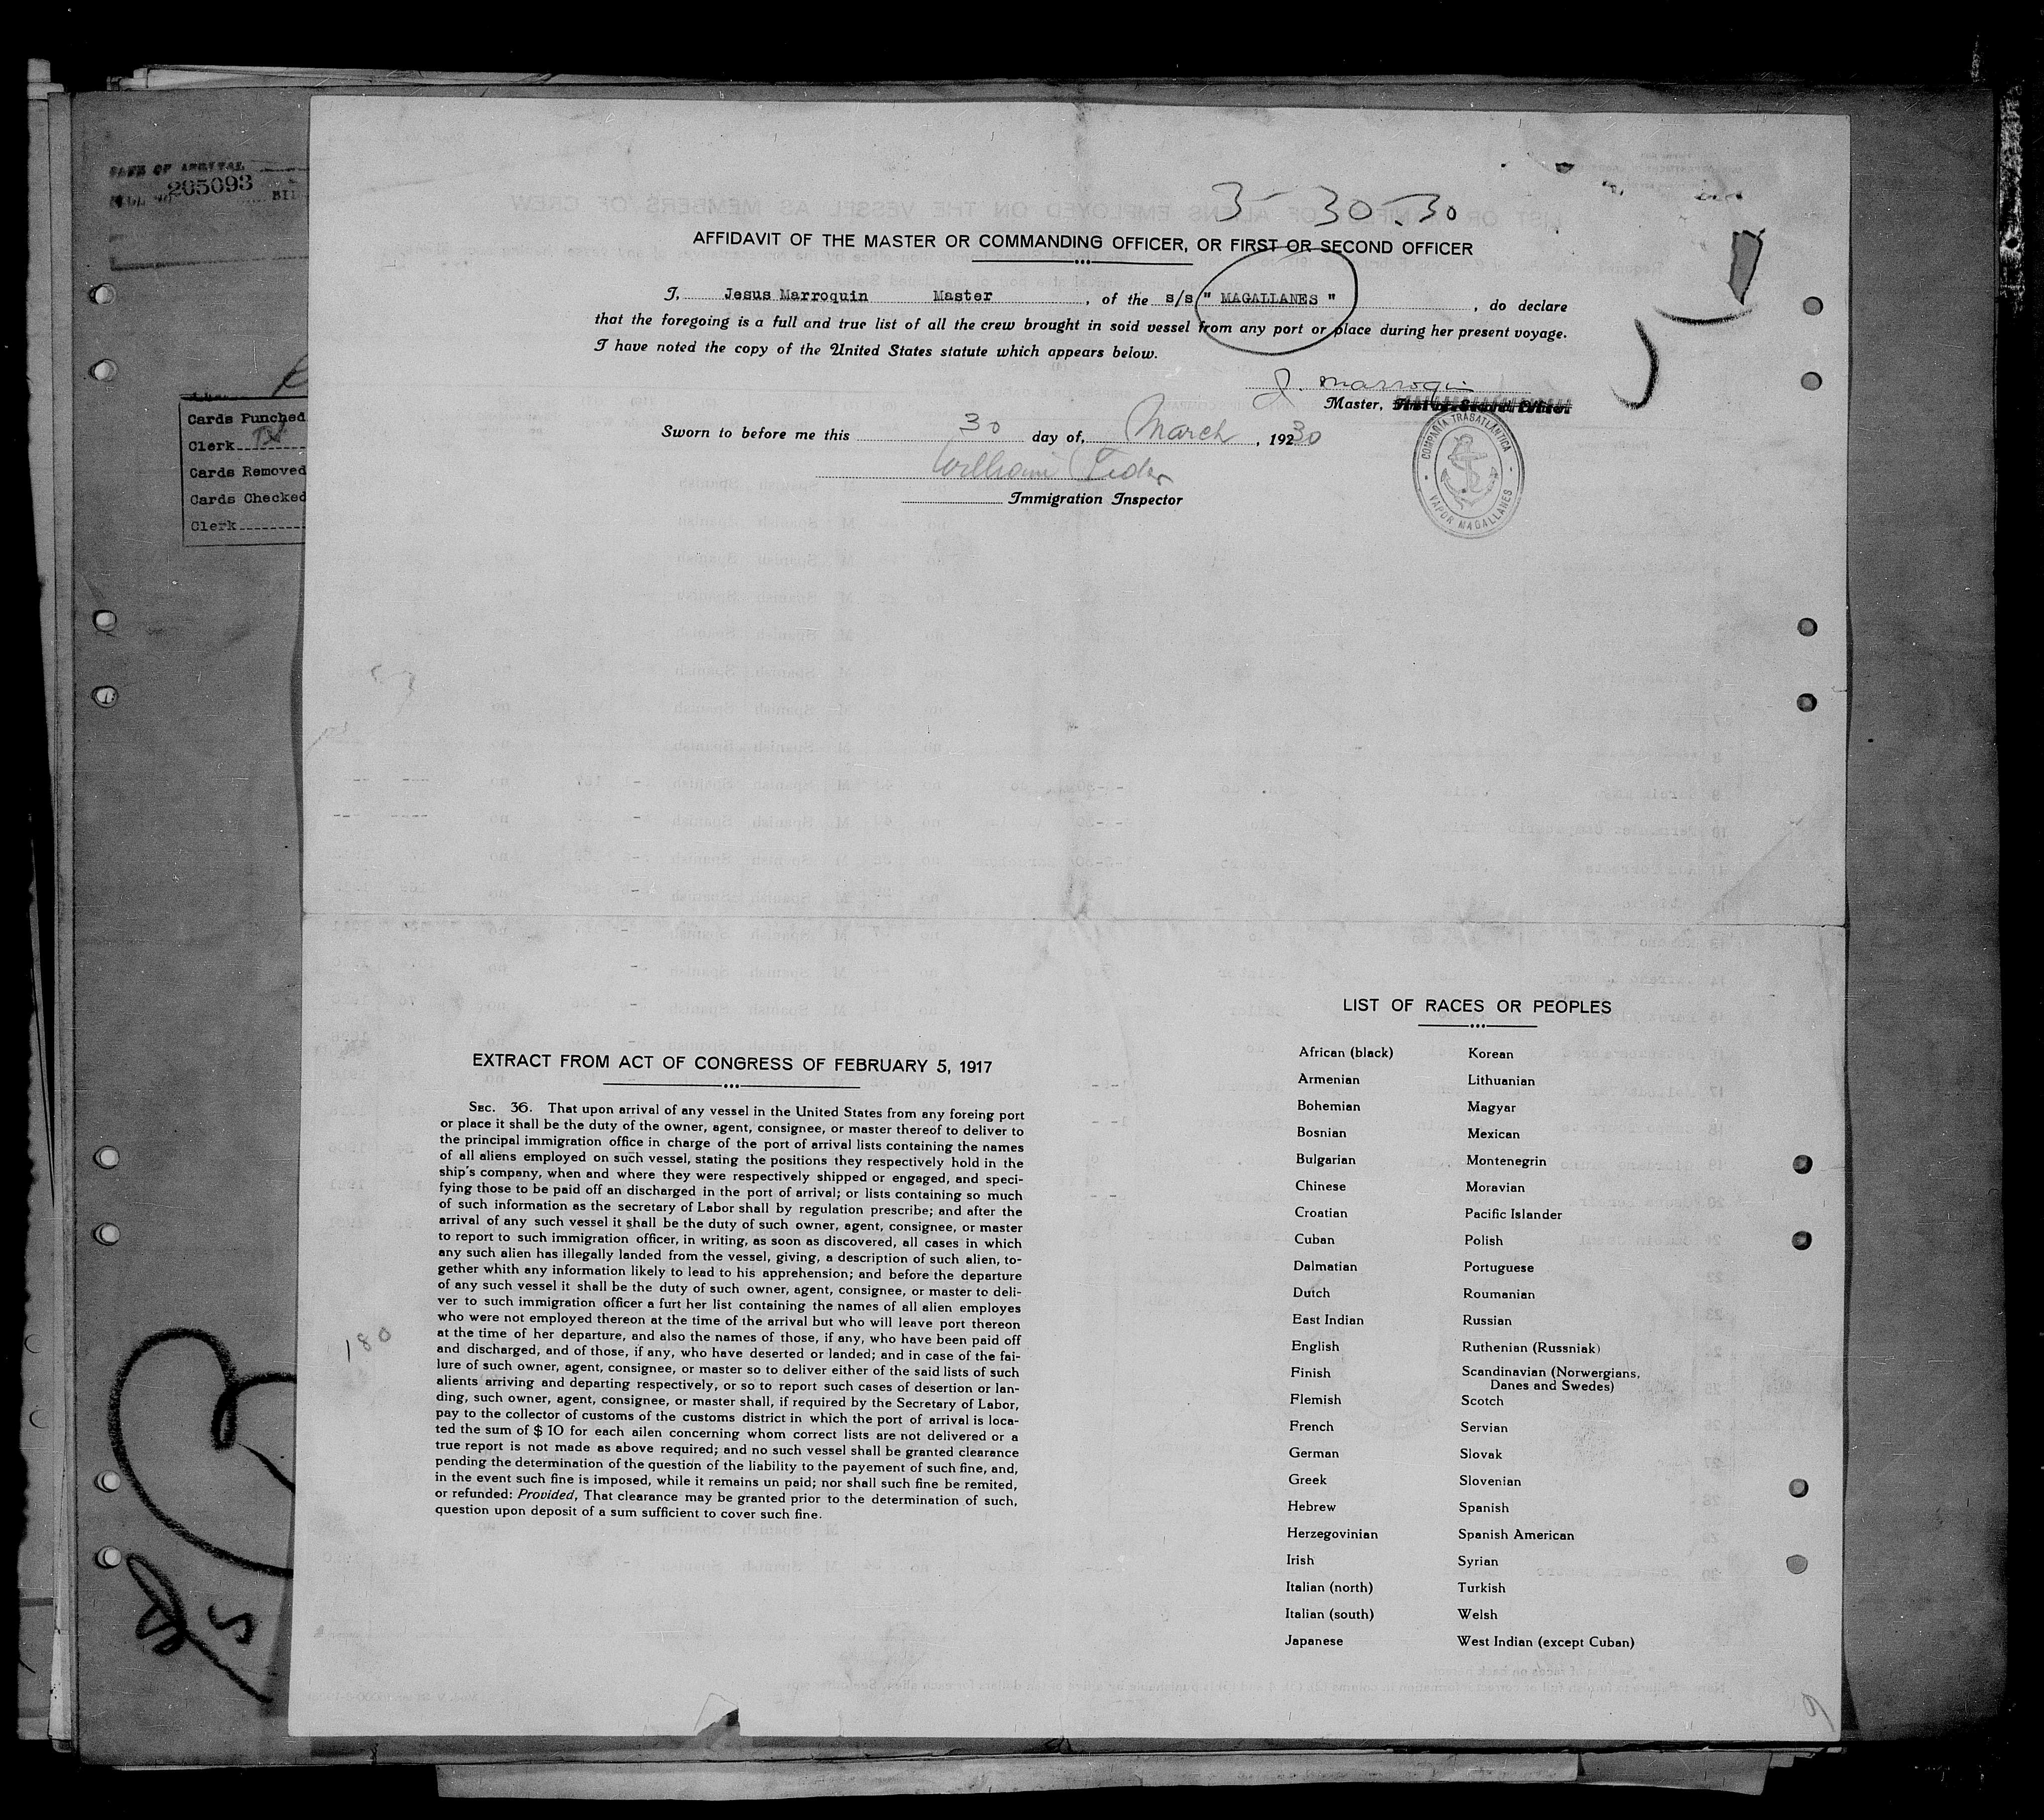 205093
Cards Punched
Clerk
Cards Removed
Cards Checked
Clerk
3-30-30
AFFIDAVIT OF THE MASTER OR COMMANDING OFFICER, OR FIRST OR SECOND OFFICER
I, Jesus Marroquin Master, of the s/s " MAGALLANES ", do declare
that the foregoing is a full and true list of all the crew brought in soid vessel from any port or place during her present voyage.
I have noted the copy of the United States statute which appears below.
J. Marroquin
Master, First or Second Officer.
Sworn to before me this 30 day of, March, 1930
William
Immigration Inspector
COMPAÑIA TRASATLANTICA
VAPOR MAGALLANES
EXTRACT FROM ACT OF CONGRESS OF FEBRUARY 5, 1917
SEC. 36. That upon arrival of any vessel in the United States from any foreing port
or place it shall be the duty of the owner, agent, consignee, or master thereof to deliver to
the principal immigration office in charge of the port of arrival lists containing the names
of all aliens employed on such vessel, stating the positions they respectively hold in the
ship's company, when and where they were respectively shipped or engaged, and speci-
fying those to be paid off an discharged in the port of arrival; or lists containing so much
of such information as the secretary of Labor shall by regulation prescribe; and after the
arrival of any such vessel it shall be the duty of such owner, agent, consignee, or master
to report to such immigration officer, in writing, as soon as discovered, all cases in which
any such alien has illegally landed from the vessel, giving, a description of such alien, to-
gether whith any information likely to lead to his apprehension; and before the departure
of any such vessel it shall be the duty of such owner, agent, consignee, or master to deli-
ver to such immigration officer a furt her list containing the names of all alien employes
who were not employed thereon at the time of the arrival but who will leave port thereon
at the time of her departure, and also the names of those, if any, who have been paid off
and discharged, and of those, if any, who have deserted or landed; and in case of the fai-
lure of such owner, agent, consignee, or master so to deliver either of the said lists of such
alients arriving and departing respectively, or so to report such cases of desertion or lan-
ding, such owner, agent, consignee, or master shall, if required by the Secretary of Labor,
pay to the collector of customs of the customs district in which the port of arrival is loca-
ted the sum of $ 10 for each ailen concerning whom correct lists are not delivered or a
true report is not made as above required; and no such vessel shall be granted clearance
pending the determination of the question of the liability to the payement of such fine, and,
in the event such fine is imposed, while it remains un paid; nor shall such fine be remited,
or refunded: Provided, That clearance may be granted prior to the determination of such,
question upon deposit of a sum sufficient to cover such fine.
180
LIST OF RACES OR PEOPLES
African (black)
Armenian
Bohemian
Bosnian
Bulgarian
Chinese
Croatian
Cuban
Dalmatian
Dutch
East Indian
English
Finish
Flemish
French
German
Greek
Hebrew
Herzegovinian
Irish
Italian (north)
Italian (south)
Japanese
Korean
Lithuanian
Magyar
Mexican
Montenegrin
Moravian
Pacific Islander
Polish
Portuguese
Roumanian
Russian
Ruthenian (Russniak)
Scandinavian (Norwergians,
Danes and Swedes)
Scotch
Servian
Slovak
Slovenian
Spanish
Spanish American
Syrian
Turkish
Welsh
West Indian (except Cuban)